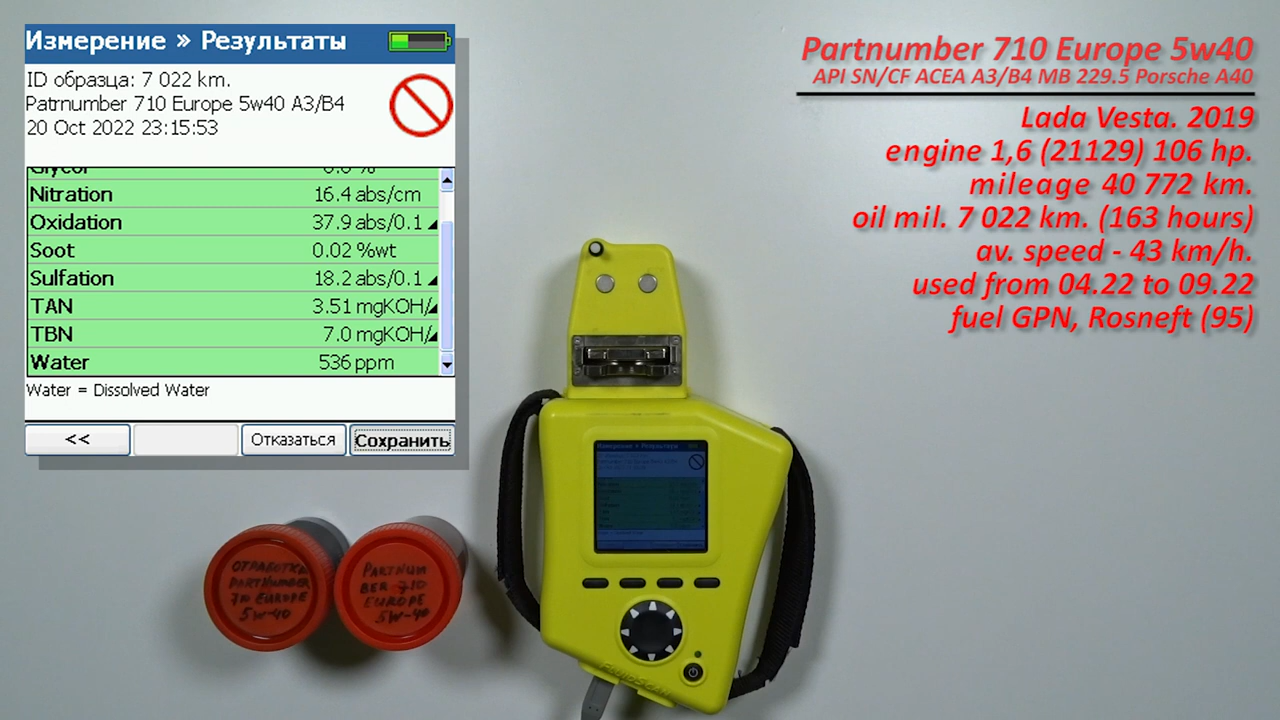 Измерение » Результаты
ID образца: 7 022 km.
Patrnumber 710 Europe 5w40 A3/B4
20 Oct 2022 23:15:53
Glycol 0.0 %
Nitration 16.4 abs/cm
Oxidation 37.9 abs/0.1
Soot 0.02 %wt
Sulfation 18.2 abs/0.1
TAN 3.51 mgKOH/
TBN 7.0 mgKOH/
Water 536 ppm
Water = Dissolved Water
<< Отказаться Сохранить
Partnumber 710 Europe 5w40
API SN/CF ACEA A3/B4 MB 229.5 Porsche A40
Lada Vesta. 2019
engine 1,6 (21129) 106 hp.
mileage 40 772 km.
oil mil. 7 022 km. (163 hours)
av. speed - 43 km/h.
used from 04.22 to 09.22
fuel GPN, Rosneft (95)
Измерение » Результаты
ОТРАБОТКА
PARTNUMBER
710 EUROPE
5W-40
PARTNUM
BER 710
EUROPE
5W-40
FluidScan